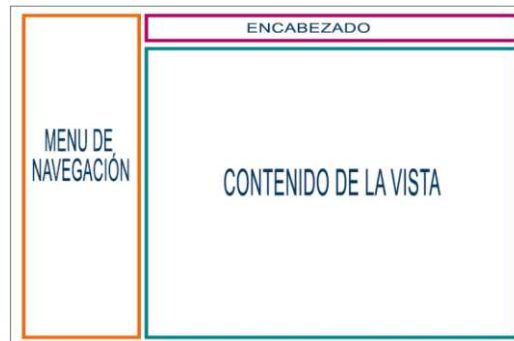 ENCABEZADO
MENU DE
NAVEGACIÓN
CONTENIDO DE LA VISTA